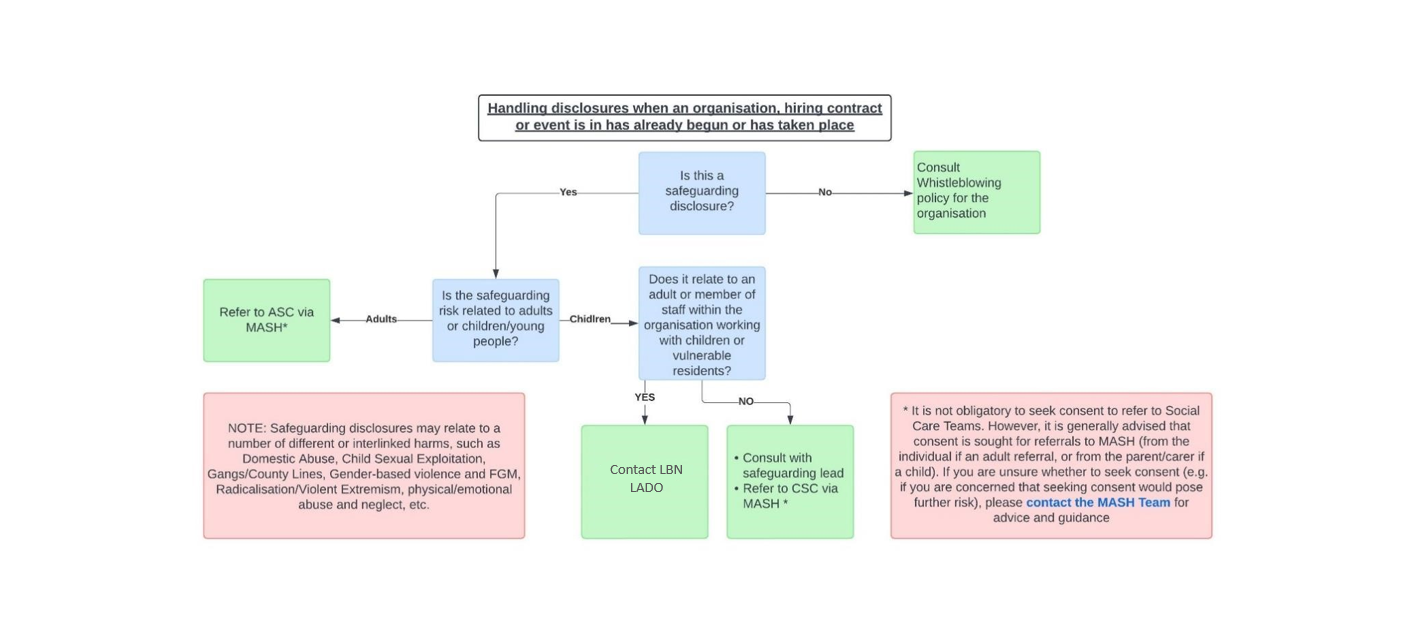 Handling disclosures when an organisation, hiring contract
or event is in has already begun or has taken place
Is this a
safeguarding
disclosure?
Yes
No
Consult
Whistleblowing
policy for the
organisation
Refer to ASC via
MASH*
Adults
Is the safeguarding
risk related to adults
or children/young
people?
Chidlren
Does it relate to an
adult or member of
staff within the
organisation working
with children or
vulnerable
residents?
YES
NO
NOTE: Safeguarding disclosures may relate to a
number of different or interlinked harms, such as
Domestic Abuse, Child Sexual Exploitation,
Gangs/County Lines, Gender-based violence and FGM,
Radicalisation/Violent Extremism, physical/emotional
abuse and neglect, etc.
Contact LBN
LADO
• Consult with
safeguarding lead
• Refer to CSC via
MASH *
* It is not obligatory to seek consent to refer to Social
Care Teams. However, it is generally advised that
consent is sought for referrals to MASH (from the
individual if an adult referral, or from the parent/carer if
a child). If you are unsure whether to seek consent (e.g.
if you are concerned that seeking consent would pose
further risk), please contact the MASH Team for
advice and guidance